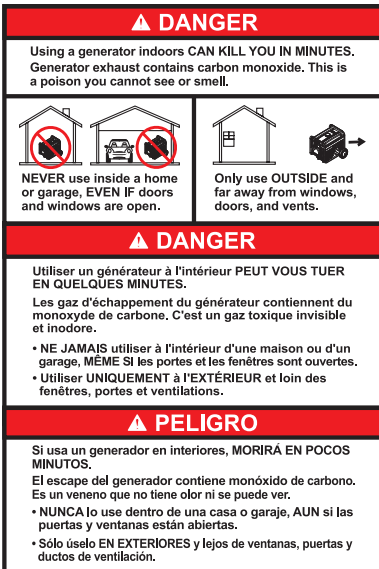 ⚠ DANGER
Using a generator indoors CAN KILL YOU IN MINUTES.
Generator exhaust contains carbon monoxide. This is
a poison you cannot see or smell.
NEVER use inside a home
or garage, EVEN IF doors
and windows are open.
Only use OUTSIDE and
far away from windows,
doors, and vents.
⚠ DANGER
Utiliser un générateur à l'intérieur PEUT VOUS TUER
EN QUELQUES MINUTES.
Les gaz d'échappement du générateur contiennent du
monoxyde de carbone. C'est un gaz toxique invisible
et inodore.
• NE JAMAIS utiliser à l'intérieur d'une maison ou d'un
garage, MÊME SI les portes et les fenêtres sont ouvertes.
• Utiliser UNIQUEMENT à l'EXTÉRIEUR et loin des
fenêtres, portes et ventilations.
⚠ PELIGRO
Si usa un generador en interiores, MORIRÁ EN POCOS
MINUTOS.
El escape del generador contiene monóxido de carbono.
Es un veneno que no tiene olor ni se puede ver.
• NUNCA lo use dentro de una casa o garaje, AUN si las
puertas y ventanas están abiertas.
• Sólo úselo EN EXTERIORES y lejos de ventanas, puertas y
ductos de ventilación.